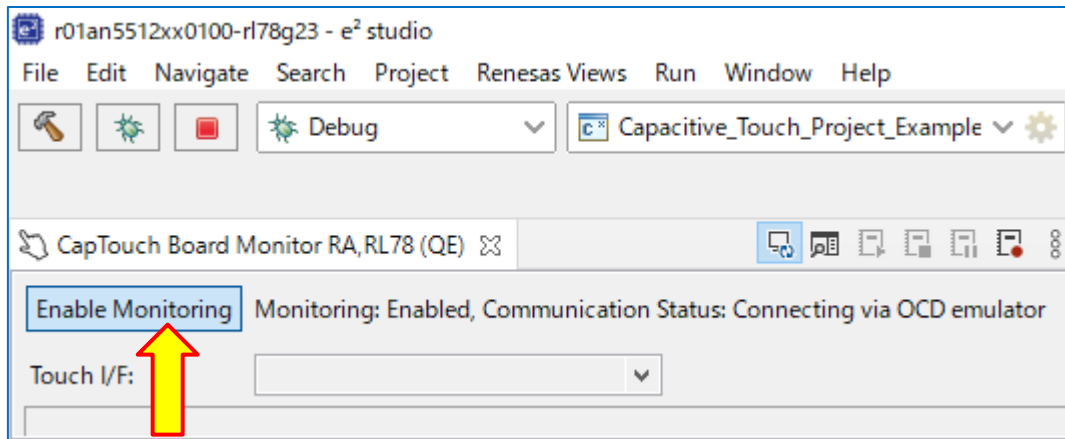 r01an5512xx0100-rl78g23 - e² studio
File Edit Navigate Search Project Renesas Views Run Window Help
Debug Capacitive_Touch_Project_Example
CapTouch Board Monitor RA,RL78 (QE)
Enable Monitoring Monitoring: Enabled, Communication Status: Connecting via OCD emulator
Touch I/F: